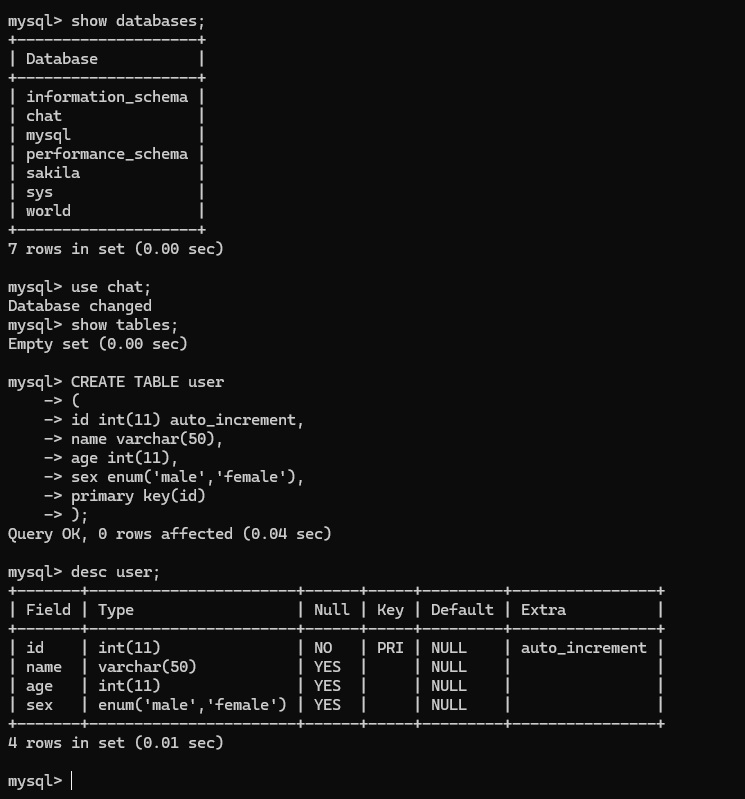 mysql> show databases;
+--------------------+
| Database           |
+--------------------+
| information_schema |
| chat               |
| mysql              |
| performance_schema |
| sakila             |
| sys                |
| world              |
+--------------------+
7 rows in set (0.00 sec)

mysql> use chat;
Database changed
mysql> show tables;
Empty set (0.00 sec)

mysql> CREATE TABLE user
    -> (
    -> id int(11) auto_increment,
    -> name varchar(50),
    -> age int(11),
    -> sex enum('male','female'),
    -> primary key(id)
    -> );
Query OK, 0 rows affected (0.04 sec)

mysql> desc user;
+-------+-----------------------+------+-----+---------+----------------+
| Field | Type                  | Null | Key | Default | Extra          |
+-------+-----------------------+------+-----+---------+----------------+
| id    | int(11)               | NO   | PRI | NULL    | auto_increment |
| name  | varchar(50)           | YES  |     | NULL    |                |
| age   | int(11)               | YES  |     | NULL    |                |
| sex   | enum('male','female') | YES  |     | NULL    |                |
+-------+-----------------------+------+-----+---------+----------------+
4 rows in set (0.01 sec)

mysql>